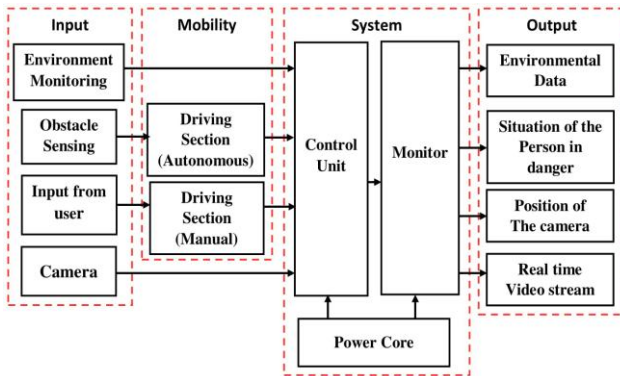 Input
Mobility
System
Output
Environment
Monitoring
Obstacle
Sensing
Input from
user
Camera
Driving
Section
(Autonomous)
Driving
Section
(Manual)
Control
Unit
Monitor
Power Core
Environmental
Data
Situation of the
Person in
danger
Position of
The camera
Real time
Video stream